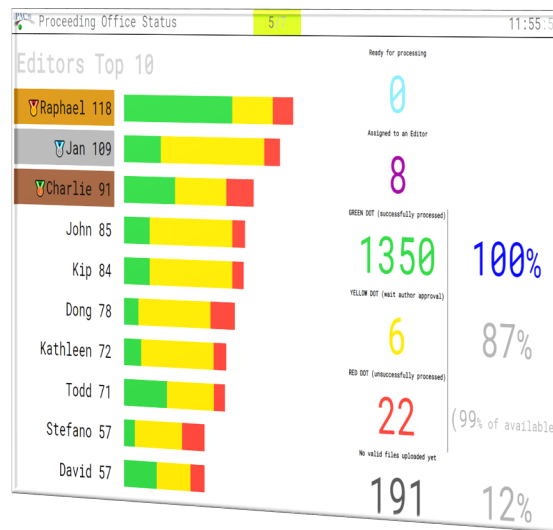 Proceeding Office Status
5
11:55:5
Editors Top 10
Raphael 118
Jan 109
Charlie 91
John 85
Kip 84
Dong 78
Kathleen 72
Todd 71
Stefano 57
David 57
Ready for processing
0
Assigned to an Editor
8
GREEN DOT (successfully processed)
1350
100%
YELLOW DOT (wait author approval)
6
87%
RED DOT (unsuccessfully processed)
22
(99% of available
No valid files uploaded yet
191
12%